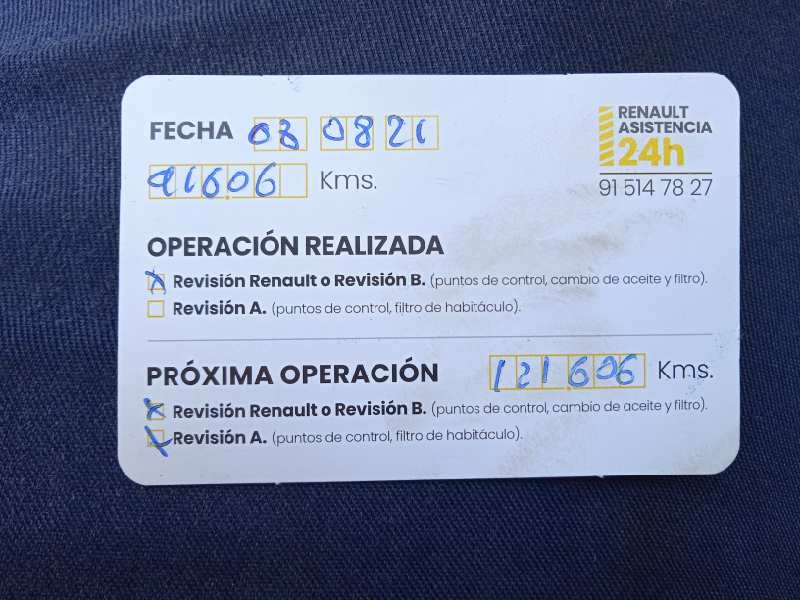 FECHA 03 08 21
RENAULT
ASISTENCIA
24h
91 514 78 27
91606 Kms.
OPERACIÓN REALIZADA
X Revisión Renault o Revisión B. (puntos de control, cambio de aceite y filtro).
Revisión A. (puntos de control, filtro de habitáculo).
PRÓXIMA OPERACIÓN 121.606 Kms.
X Revisión Renault o Revisión B. (puntos de control, cambio de aceite y filtro).
X Revisión A. (puntos de control, filtro de habitáculo).